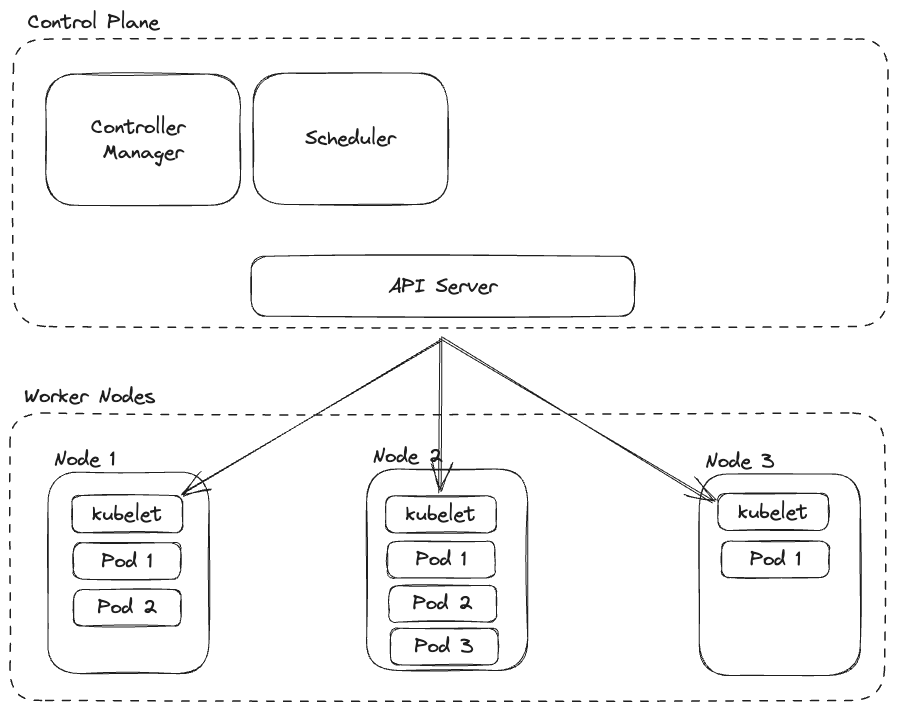 Control Plane
Controller
Manager
Scheduler
API Server
Worker Nodes
Node 1
kubelet
Pod 1
Pod 2
Node 2
kubelet
Pod 1
Pod 2
Pod 3
Node 3
kubelet
Pod 1